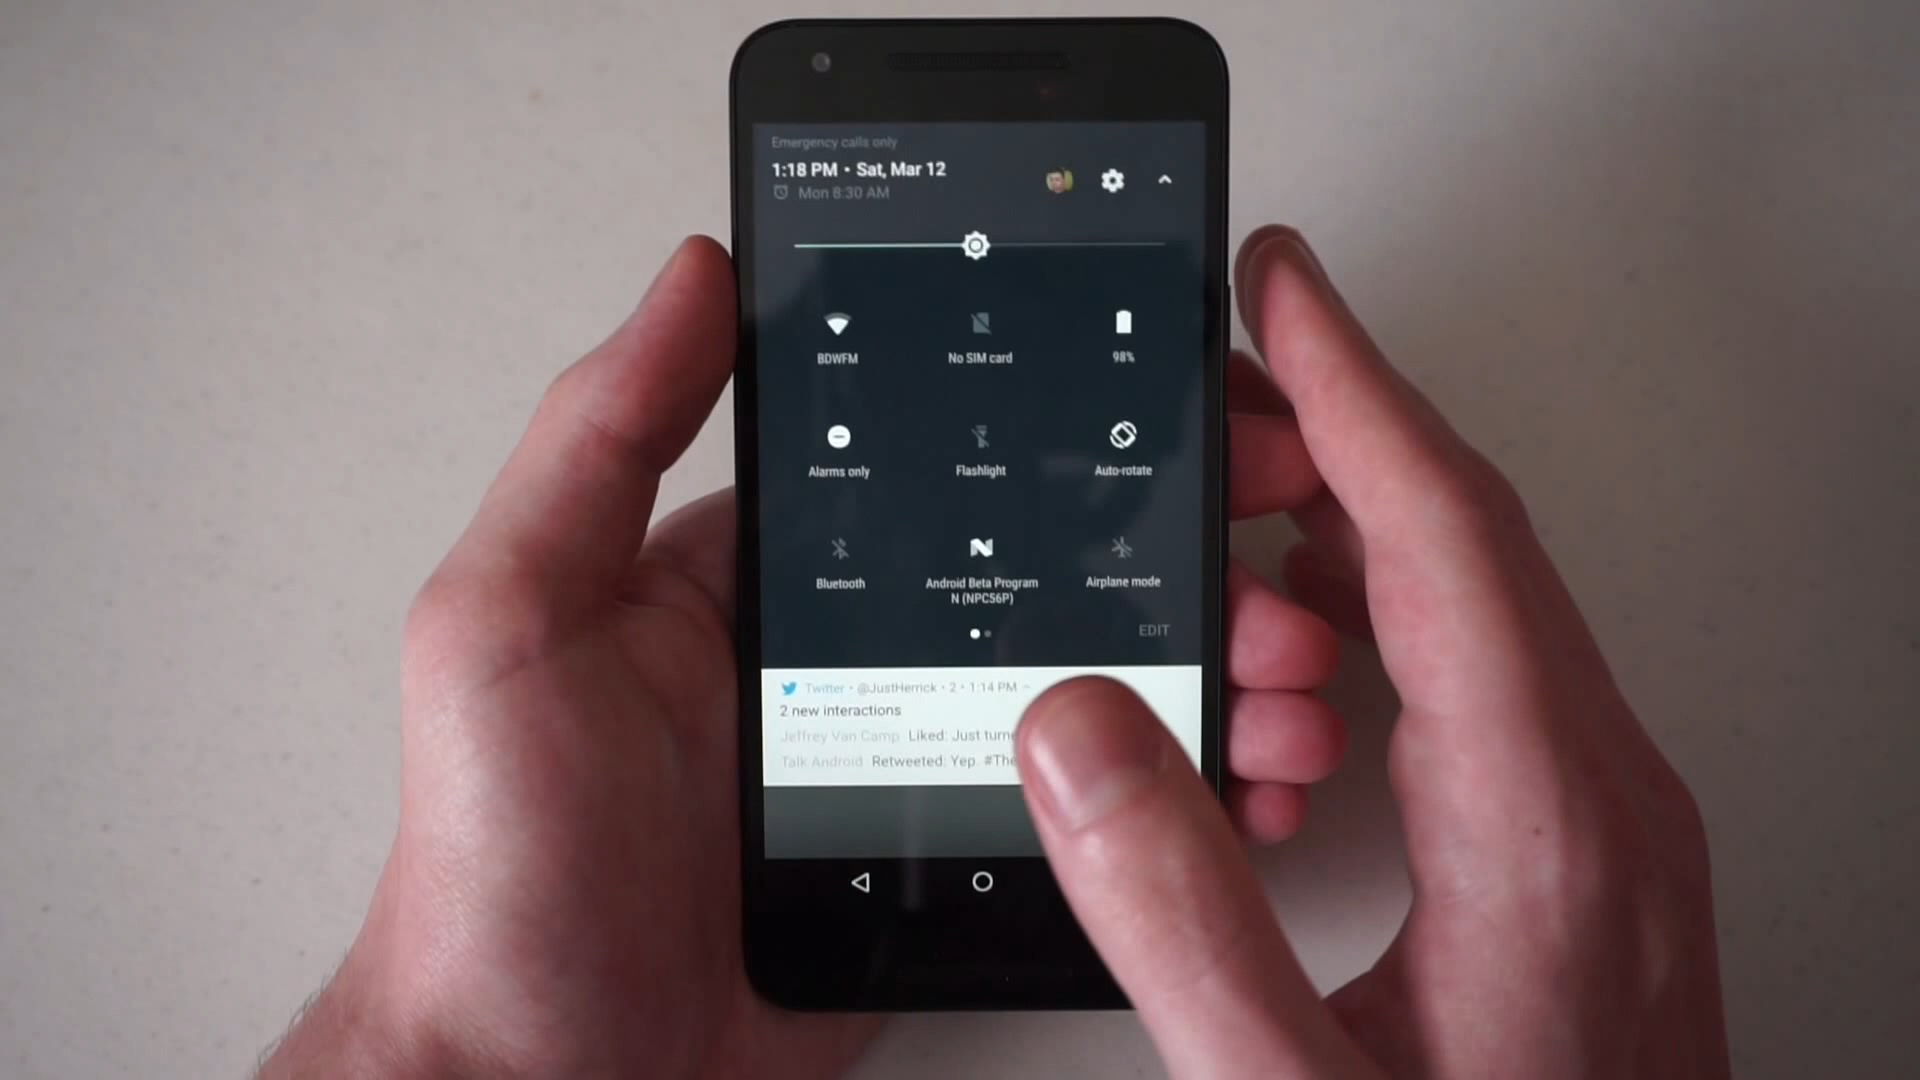 Emergency calls only
1:18 PM • Sat, Mar 12
Mon 8:30 AM
BDWFM
No SIM card
98%
Alarms only
Flashlight
Auto-rotate
Bluetooth
Android Beta Program
N (NPC56P)
Airplane mode
EDIT
Twitter • @JustHerrick • 2 • 1:14 PM
2 new interactions
Jeffrey Van Camp Liked: Just turne
Talk Android Retweeted: Yep. #The